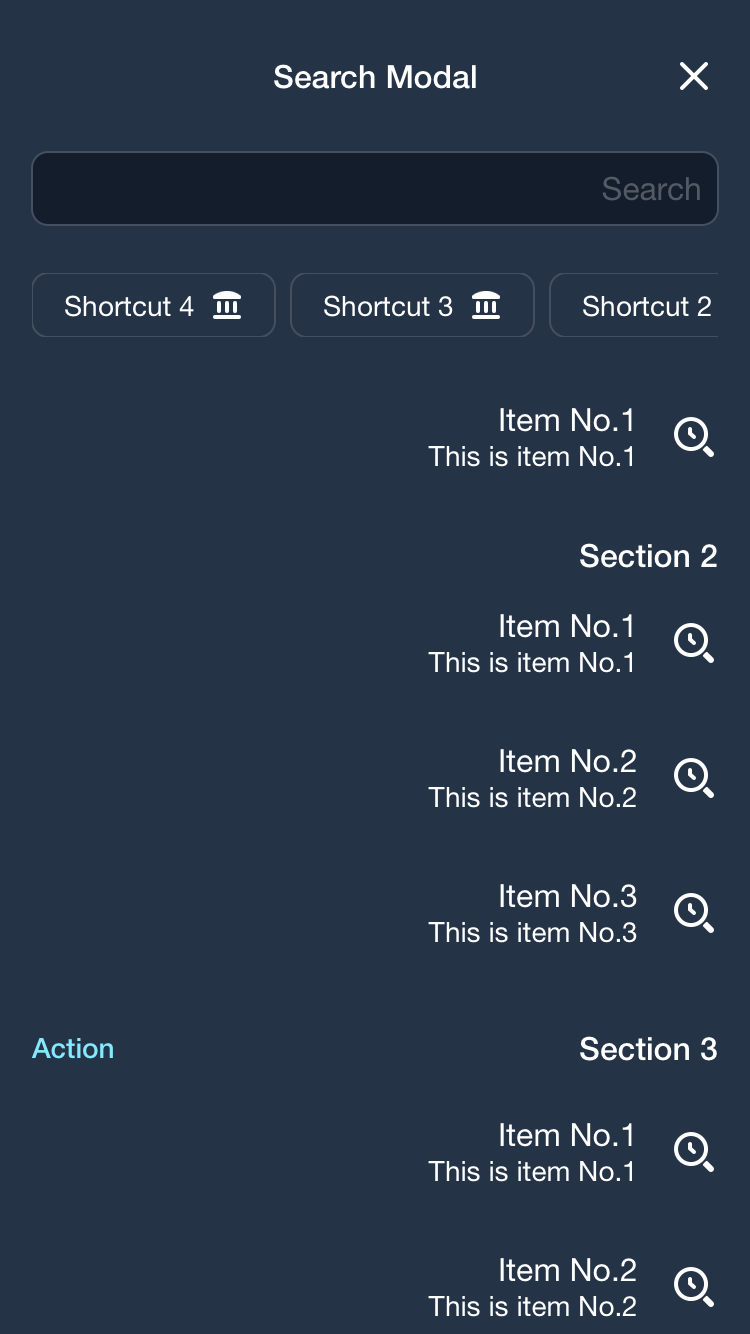 Search Modal
Search
Shortcut 4
Shortcut 3
Shortcut 2
Item No.1
This is item No.1
Section 2
Item No.1
This is item No.1
Item No.2
This is item No.2
Item No.3
This is item No.3
Action
Section 3
Item No.1
This is item No.1
Item No.2
This is item No.2